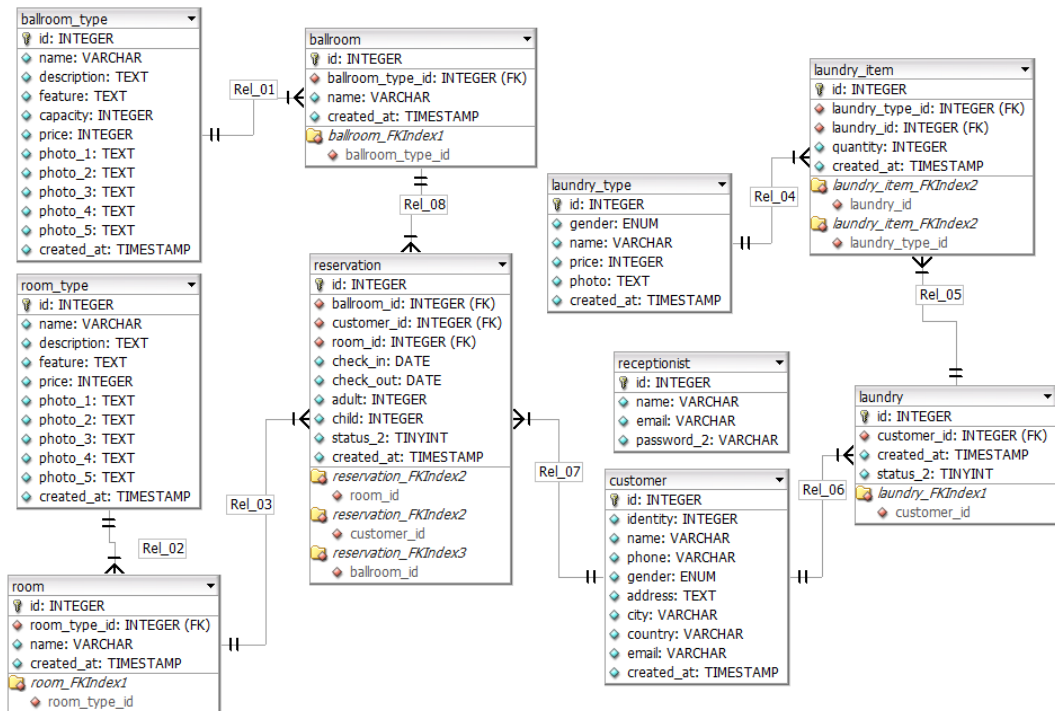 ballroom_type
id: INTEGER
name: VARCHAR
description: TEXT
feature: TEXT
capacity: INTEGER
price: INTEGER
photo_1: TEXT
photo_2: TEXT
photo_3: TEXT
photo_4: TEXT
photo_5: TEXT
created_at: TIMESTAMP
Rel_01
ballroom
id: INTEGER
ballroom_type_id: INTEGER (FK)
name: VARCHAR
created_at: TIMESTAMP
ballroom_FKIndex1
ballroom_type_id
Rel_08
laundry_item
id: INTEGER
laundry_type_id: INTEGER (FK)
laundry_id: INTEGER (FK)
quantity: INTEGER
created_at: TIMESTAMP
laundry_item_FKIndex2
laundry_id
laundry_item_FKIndex2
laundry_type_id
laundry_type
id: INTEGER
gender: ENUM
name: VARCHAR
price: INTEGER
photo: TEXT
created_at: TIMESTAMP
Rel_04
Rel_05
room_type
id: INTEGER
name: VARCHAR
description: TEXT
feature: TEXT
price: INTEGER
photo_1: TEXT
photo_2: TEXT
photo_3: TEXT
photo_4: TEXT
photo_5: TEXT
created_at: TIMESTAMP
Rel_02
reservation
id: INTEGER
ballroom_id: INTEGER (FK)
customer_id: INTEGER (FK)
room_id: INTEGER (FK)
check_in: DATE
check_out: DATE
adult: INTEGER
child: INTEGER
status_2: TINYINT
created_at: TIMESTAMP
reservation_FKIndex2
room_id
reservation_FKIndex2
customer_id
reservation_FKIndex3
ballroom_id
Rel_03
Rel_07
receptionist
id: INTEGER
name: VARCHAR
email: VARCHAR
password_2: VARCHAR
laundry
id: INTEGER
customer_id: INTEGER (FK)
created_at: TIMESTAMP
status_2: TINYINT
laundry_FKIndex1
customer_id
Rel_06
customer
id: INTEGER
identity: INTEGER
name: VARCHAR
phone: VARCHAR
gender: ENUM
address: TEXT
city: VARCHAR
country: VARCHAR
email: VARCHAR
created_at: TIMESTAMP
room
id: INTEGER
room_type_id: INTEGER (FK)
name: VARCHAR
created_at: TIMESTAMP
room_FKIndex1
room_type_id